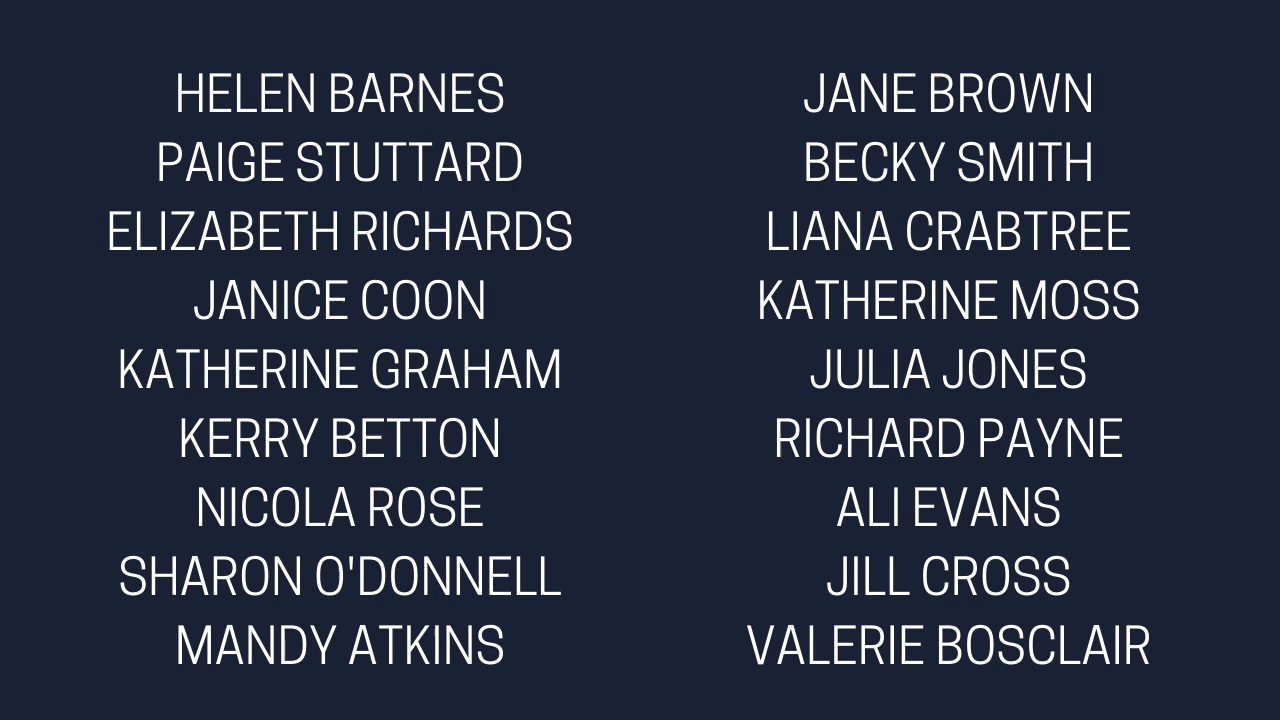 HELEN BARNES
PAIGE STUTTARD
ELIZABETH RICHARDS
JANICE COON
KATHERINE GRAHAM
KERRY BETTON
NICOLA ROSE
SHARON O'DONNELL
MANDY ATKINS
JANE BROWN
BECKY SMITH
LIANA CRABTREE
KATHERINE MOSS
JULIA JONES
RICHARD PAYNE
ALI EVANS
JILL CROSS
VALERIE BOSCLAIR